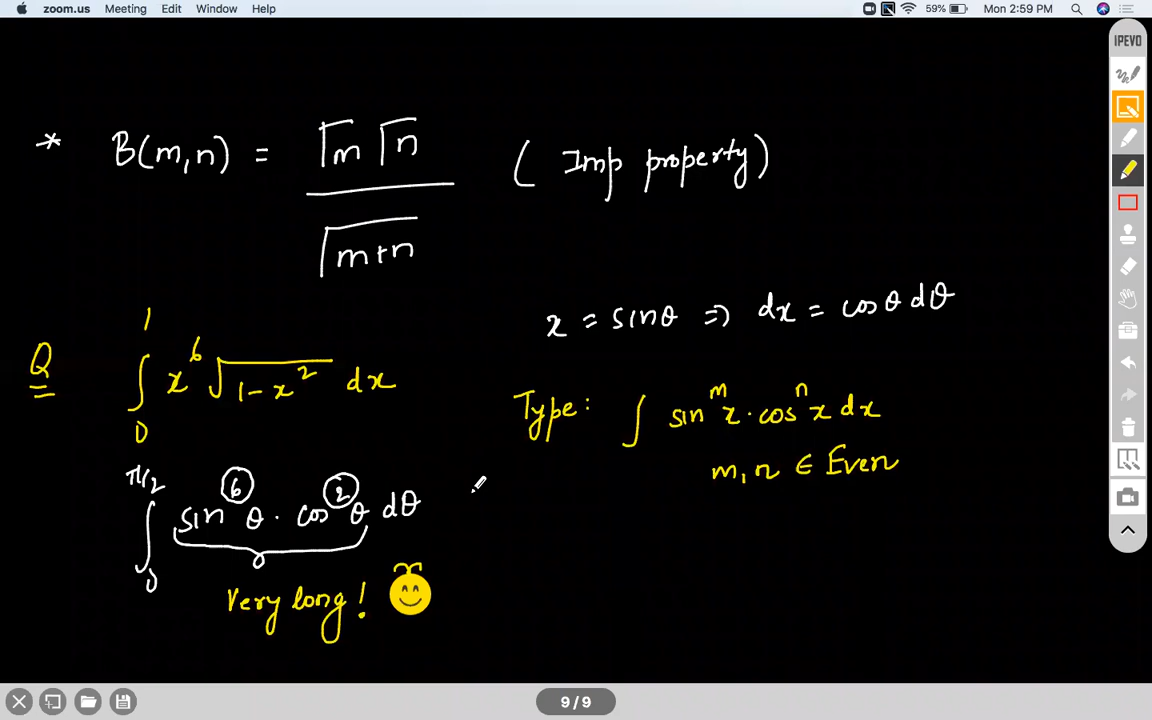 zoom.us Meeting Edit Window Help 59% Mon 2:59 PM
IPEVO
* B(m,n) = Γm Γn / Γm+n (Imp property)
x = sinθ => dx = cosθ dθ
Q ∫₀¹ x⁶ √(1-x²) dx
Type: ∫ sinᵐx · cosⁿx dx
m, n ∈ Even
∫₀^(π/2) sin⁶θ · cos²θ dθ
Very long!
9/9